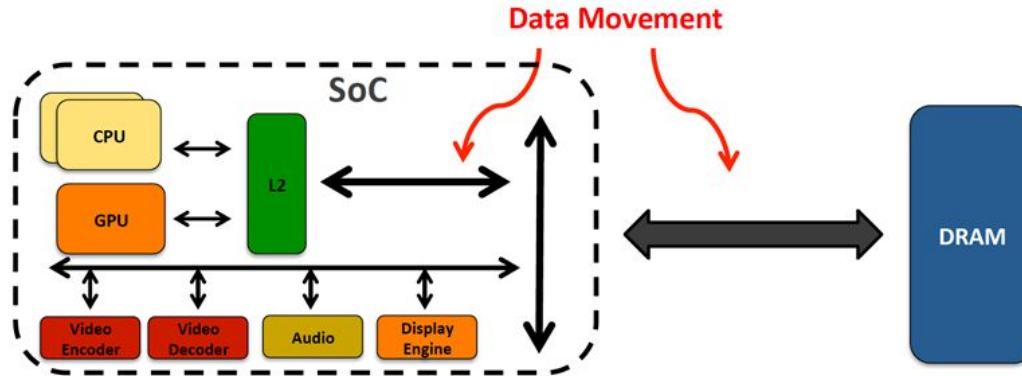 Data Movement
SoC
CPU
L2
GPU
DRAM
Video
Encoder
Video
Decoder
Audio
Display
Engine